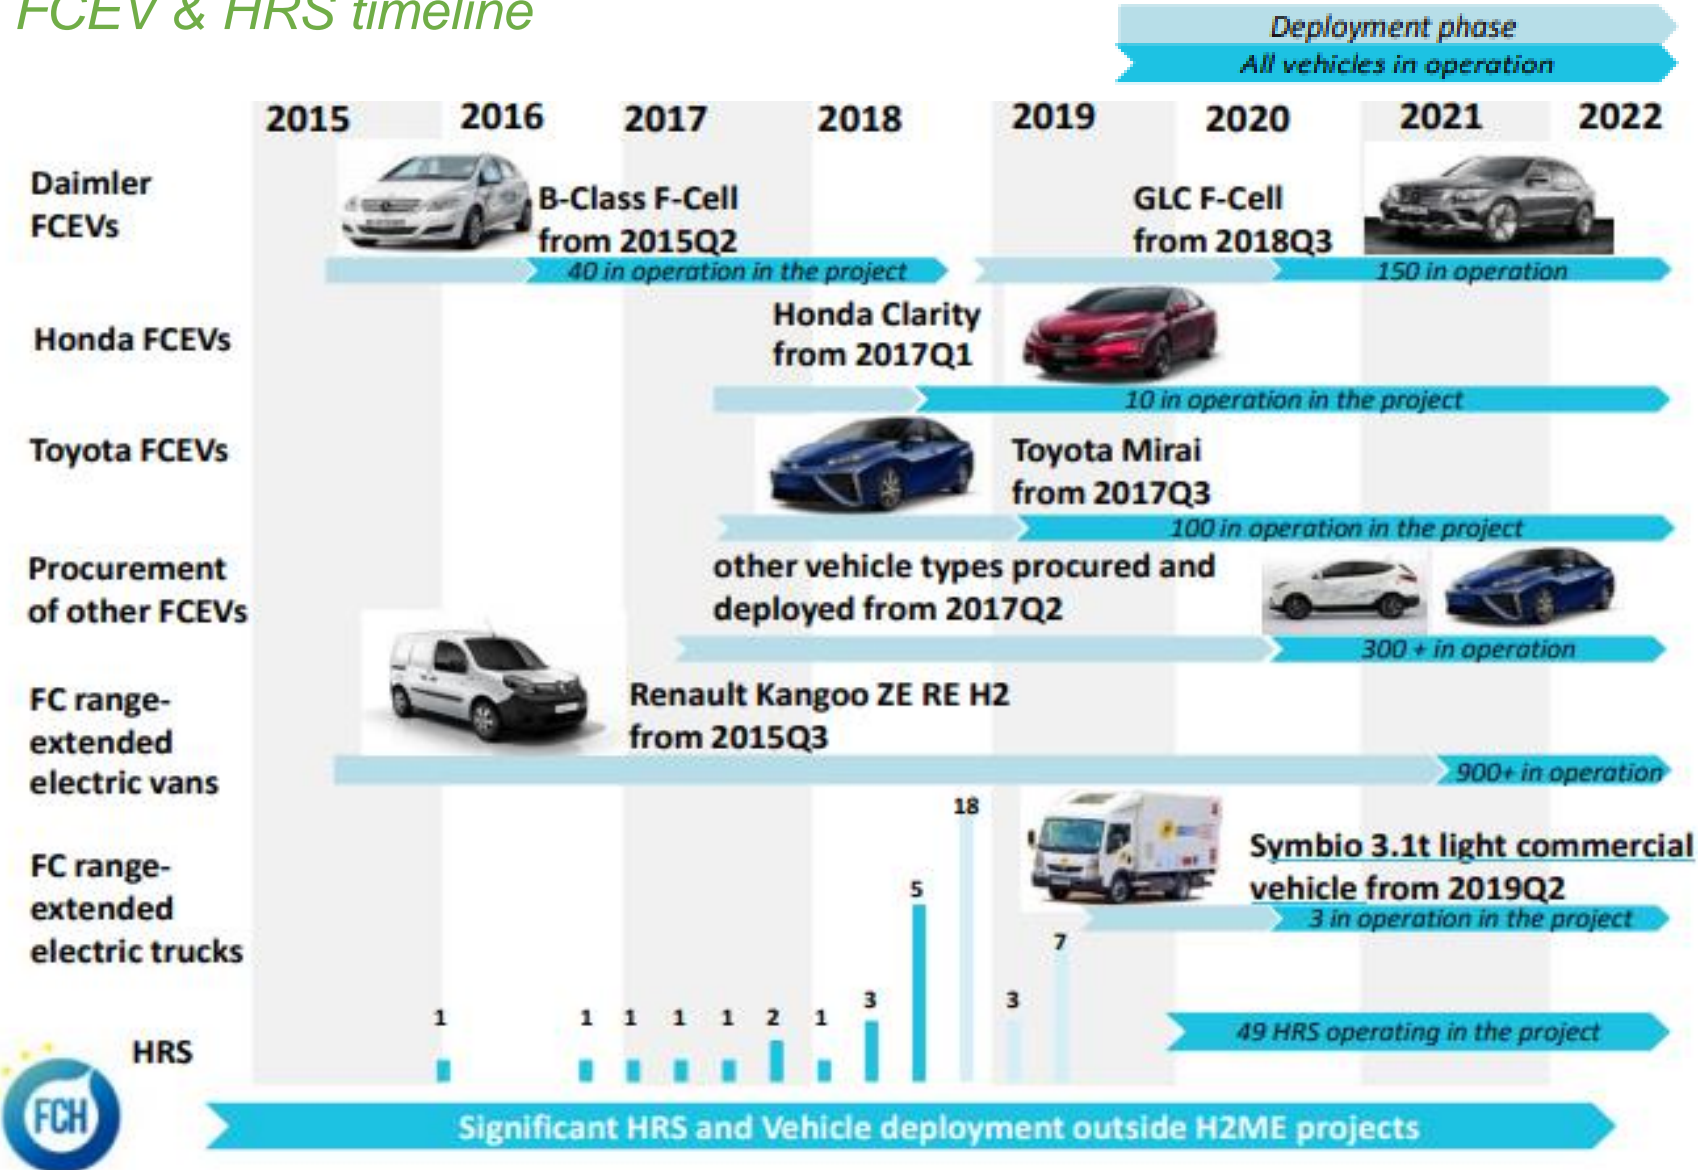 FCEV & HRS timeline
Deployment phase
All vehicles in operation
2015 2016 2017 2018 2019 2020 2021 2022
Daimler
FCEVs
B-Class F-Cell
from 2015Q2
40 in operation in the project
GLC F-Cell
from 2018Q3
150 in operation
Honda FCEVs
Honda Clarity
from 2017Q1
10 in operation in the project
Toyota FCEVs
Toyota Mirai
from 2017Q3
100 in operation in the project
Procurement
of other FCEVs
other vehicle types procured and
deployed from 2017Q2
300 + in operation
FC range-
extended
electric vans
Renault Kangoo ZE RE H2
from 2015Q3
900+ in operation
FC range-
extended
electric trucks
Symbio 3.1t light commercial
vehicle from 2019Q2
3 in operation in the project
HRS
1 1 1 1 1 2 1 3 5 18 3 7
49 HRS operating in the project
FCH
Significant HRS and Vehicle deployment outside H2ME projects